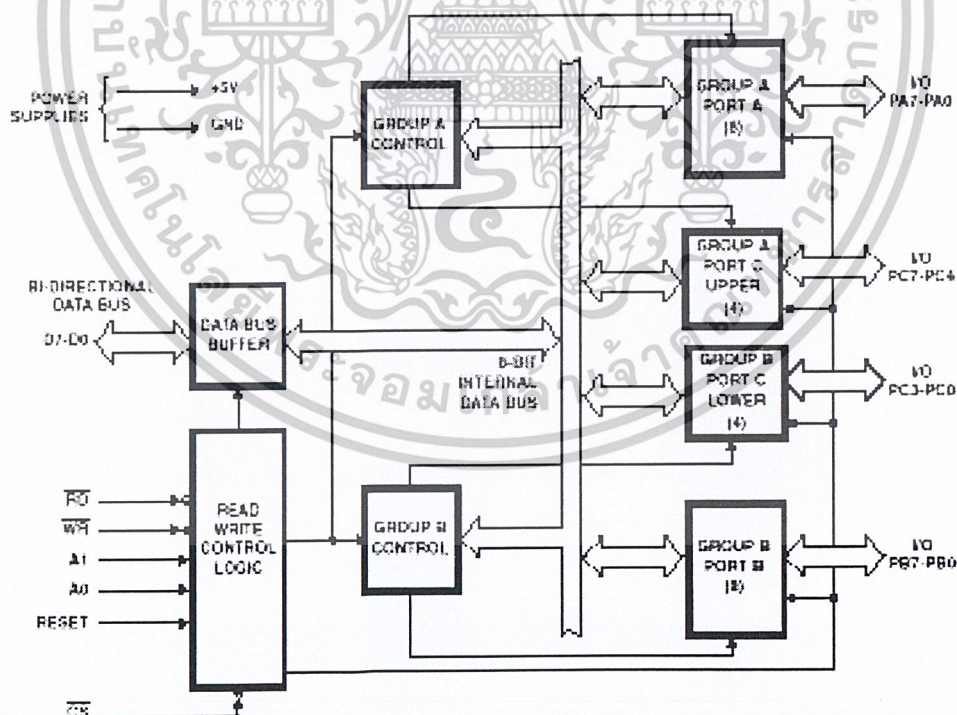 POWER
SUPPLIES
+5V
GND
GROUP A
CONTROL
GROUP A
PORT A
(8)
I/O
PA7-PA0
GROUP A
PORT C
UPPER
(4)
I/O
PC7-PC4
BI-DIRECTIONAL
DATA BUS
D7-D0
DATA BUS
BUFFER
8-BIT
INTERNAL
DATA BUS
GROUP B
PORT C
LOWER
(4)
I/O
PC3-PC0
RD
WR
A1
A0
RESET
CS
READ
WRITE
CONTROL
LOGIC
GROUP B
CONTROL
GROUP B
PORT B
(8)
I/O
PB7-PB0